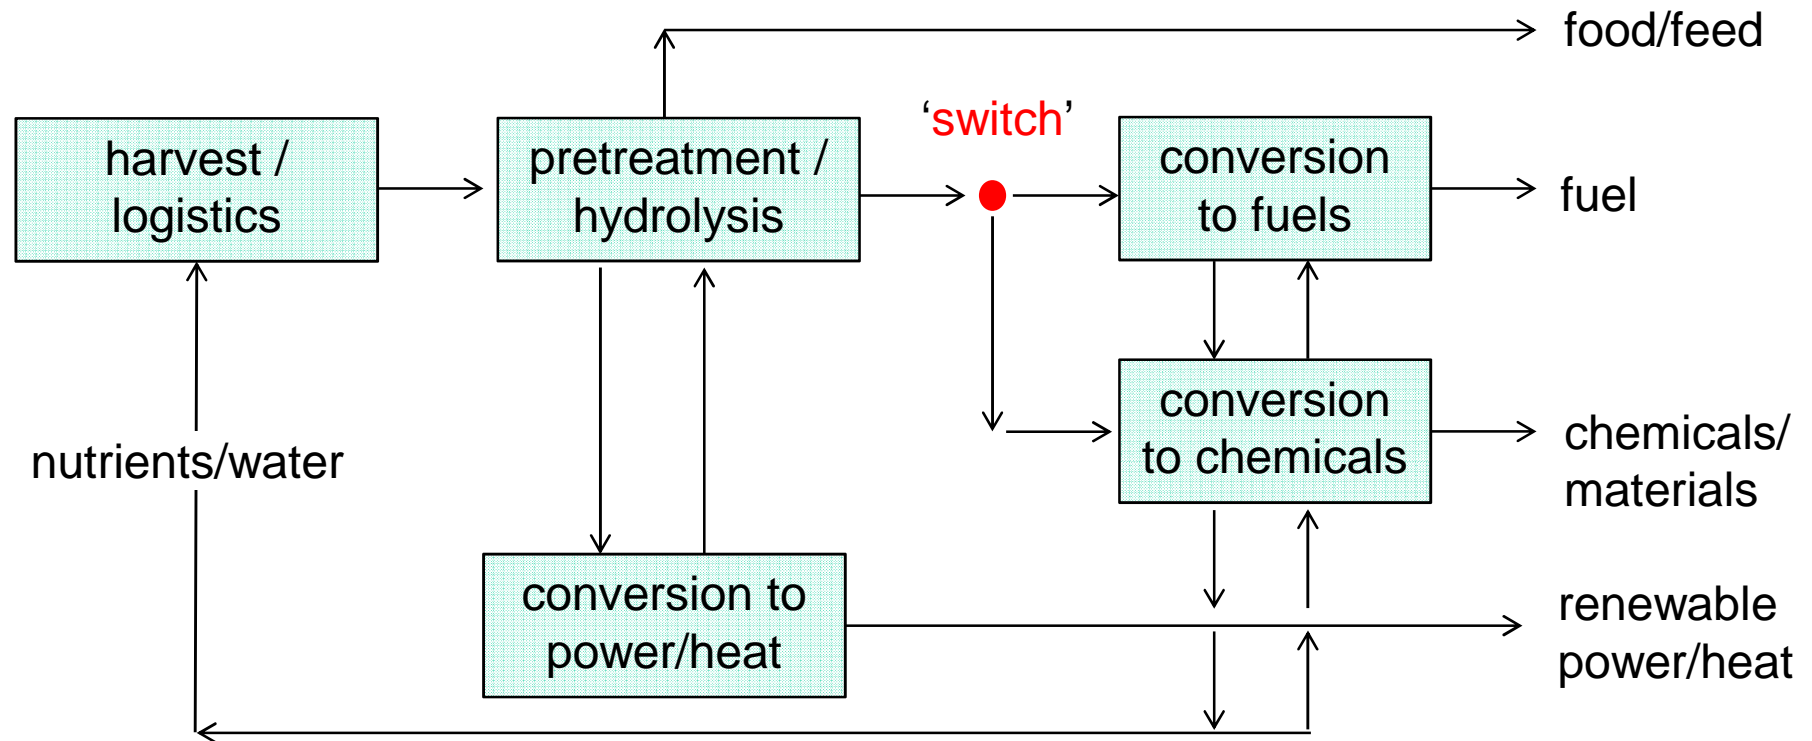 food/feed
‘switch’
harvest /
logistics
pretreatment /
hydrolysis
conversion
to fuels
fuel
conversion
to chemicals
chemicals/
materials
nutrients/water
conversion to
power/heat
renewable
power/heat